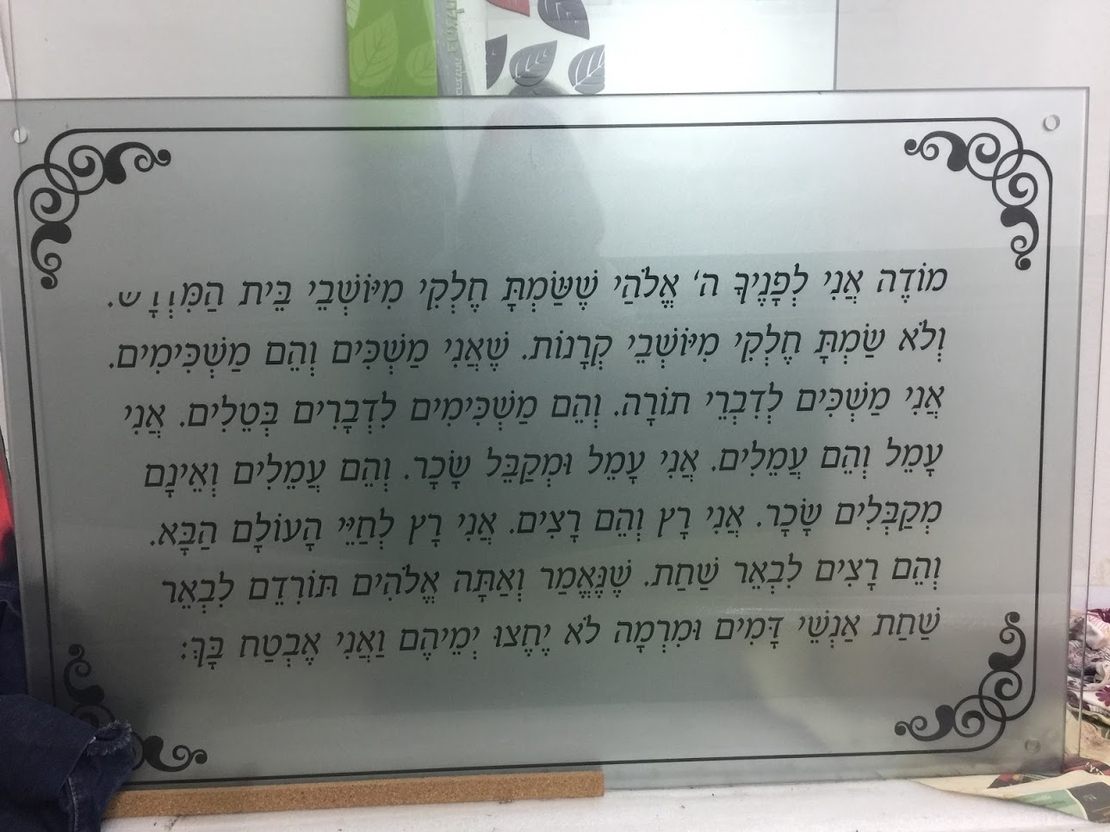 מוֹדֶה אֲנִי לְפָנֶיךָ ה' אֱלֹהַי שֶׁשַּׂמְתָּ חֶלְקִי מִיּוֹשְׁבֵי בֵּית
וְלֹא שַׂמְתָּ חֶלְקִי מִיּוֹשְׁבֵי קְרָנוֹת. שֶׁאֲנִי מַשְׁכִּים וְהֵם מַשְׁכִּימִים.
אֲנִי מַשְׁכִּים לְדִבְרֵי תוֹרָה. וְהֵם מַשְׁכִּימִים לִדְבָרִים בְּטֵלִים. אֲנִי
עָמֵל וְהֵם עֲמֵלִים. אֲנִי עָמֵל וּמְקַבֵּל שָׂכָר. וְהֵם עֲמֵלִים וְאֵינָם
מְקַבְּלִים שָׂכָר. אֲנִי רָץ וְהֵם רָצִים. אֲנִי רָץ לְחַיֵּי הָעוֹלָם הַבָּא.
וְהֵם רָצִים לִבְאֵר שַׁחַת. שֶׁנֶּאֱמַר וְאַתָּה אֱלֹהִים תּוֹרִדֵם לִבְאֵר
שַׁחַת אַנְשֵׁי דָּמִים וּמִרְמָה לֹא יֶחֱצוּ יְמֵיהֶם וַאֲנִי אֶבְטַח בָּךְ: